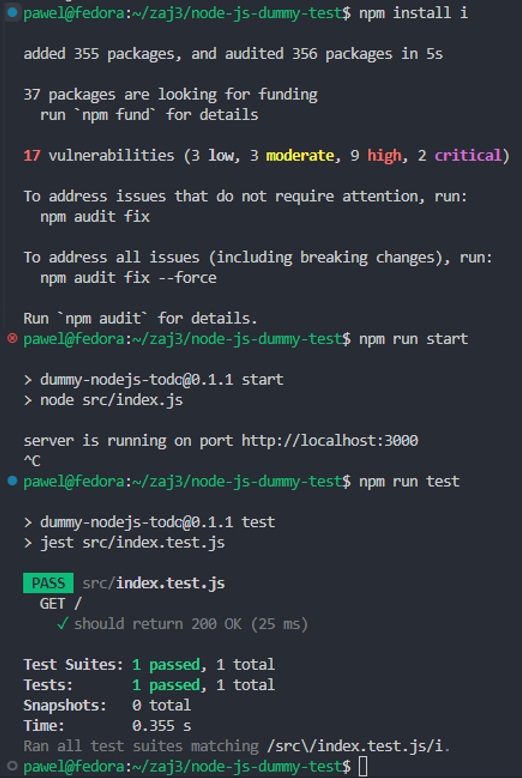 pawel@fedora:~/zaj3/node-js-dummy-test$ npm install i
added 355 packages, and audited 356 packages in 5s
37 packages are looking for funding
run `npm fund` for details
17 vulnerabilities (3 low, 3 moderate, 9 high, 2 critical)
To address issues that do not require attention, run:
npm audit fix
To address all issues (including breaking changes), run:
npm audit fix --force
Run `npm audit` for details.
pawel@fedora:~/zaj3/node-js-dummy-test$ npm run start
> dummy-nodejs-todo@0.1.1 start
> node src/index.js
server is running on port http://localhost:3000
^C
pawel@fedora:~/zaj3/node-js-dummy-test$ npm run test
> dummy-nodejs-todo@0.1.1 test
> jest src/index.test.js
PASS src/index.test.js
GET /
✓ should return 200 OK (25 ms)
Test Suites: 1 passed, 1 total
Tests: 1 passed, 1 total
Snapshots: 0 total
Time: 0.355 s
Ran all test suites matching /src\/index.test.js/i.
pawel@fedora:~/zaj3/node-js-dummy-test$